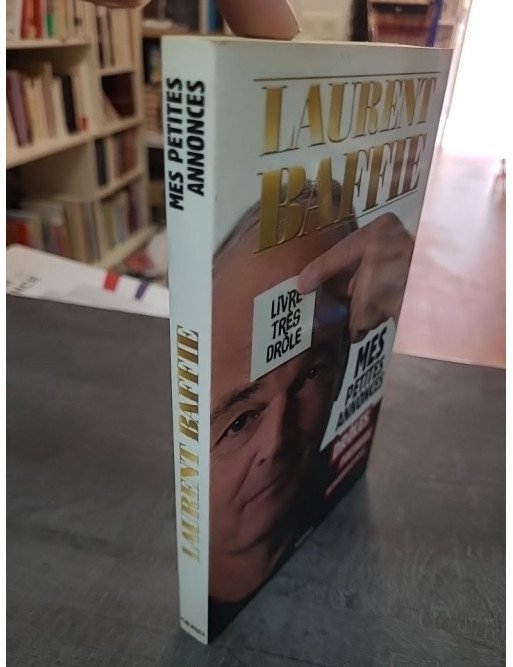 MES PETITES
ANNONCES
LAURENT BAFFIE
LAURENT
BAFFIE
LIVRE
TRÈS
DRÔLE
MES
PETITES
ANNONCES